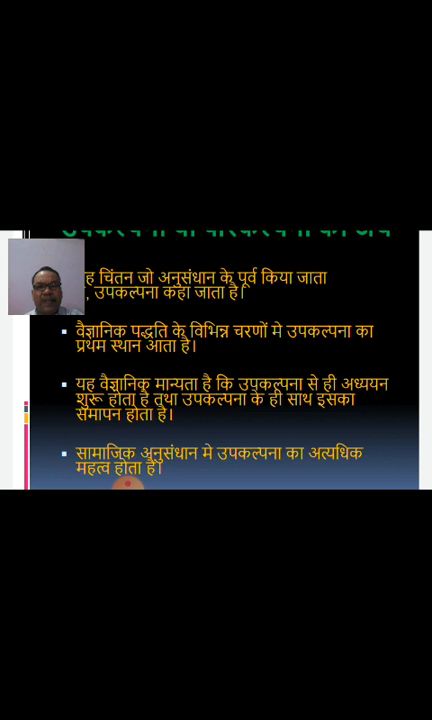 चिंतन जो अनुसंधान के पूर्व किया जाता
, उपकल्पना कहा जाता है।
वैज्ञानिक पद्धति के विभिन्न चरणों मे उपकल्पना का
प्रथम स्थान आता है।
यह वैज्ञानिक मान्यता है कि उपकल्पना से ही अध्ययन
शुरू होता है तथा उपकल्पना के ही साथ इसका
समापन होता है।
सामाजिक अनुसंधान मे उपकल्पना का अत्यधिक
महत्व होता है।